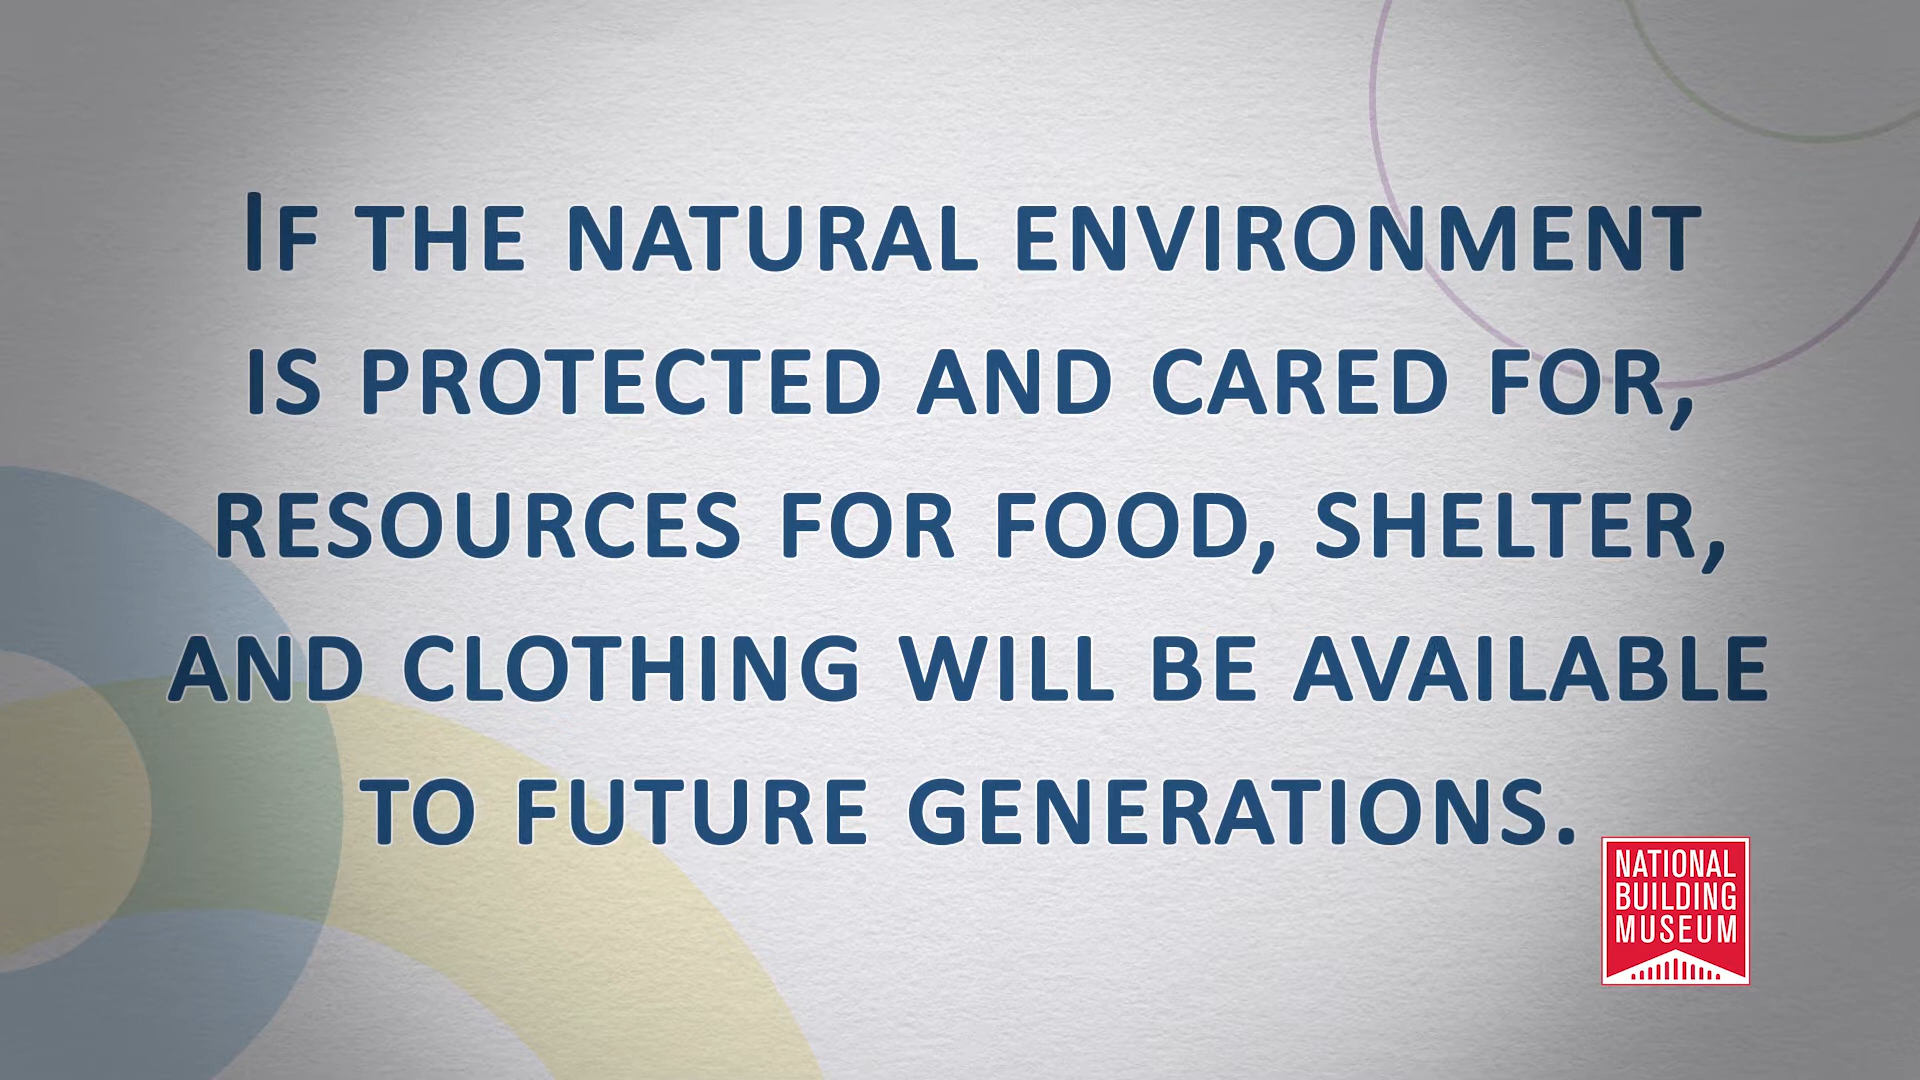 If the natural environment
is protected and cared for,
resources for food, shelter,
and clothing will be available
to future generations.
NATIONAL
BUILDING
MUSEUM